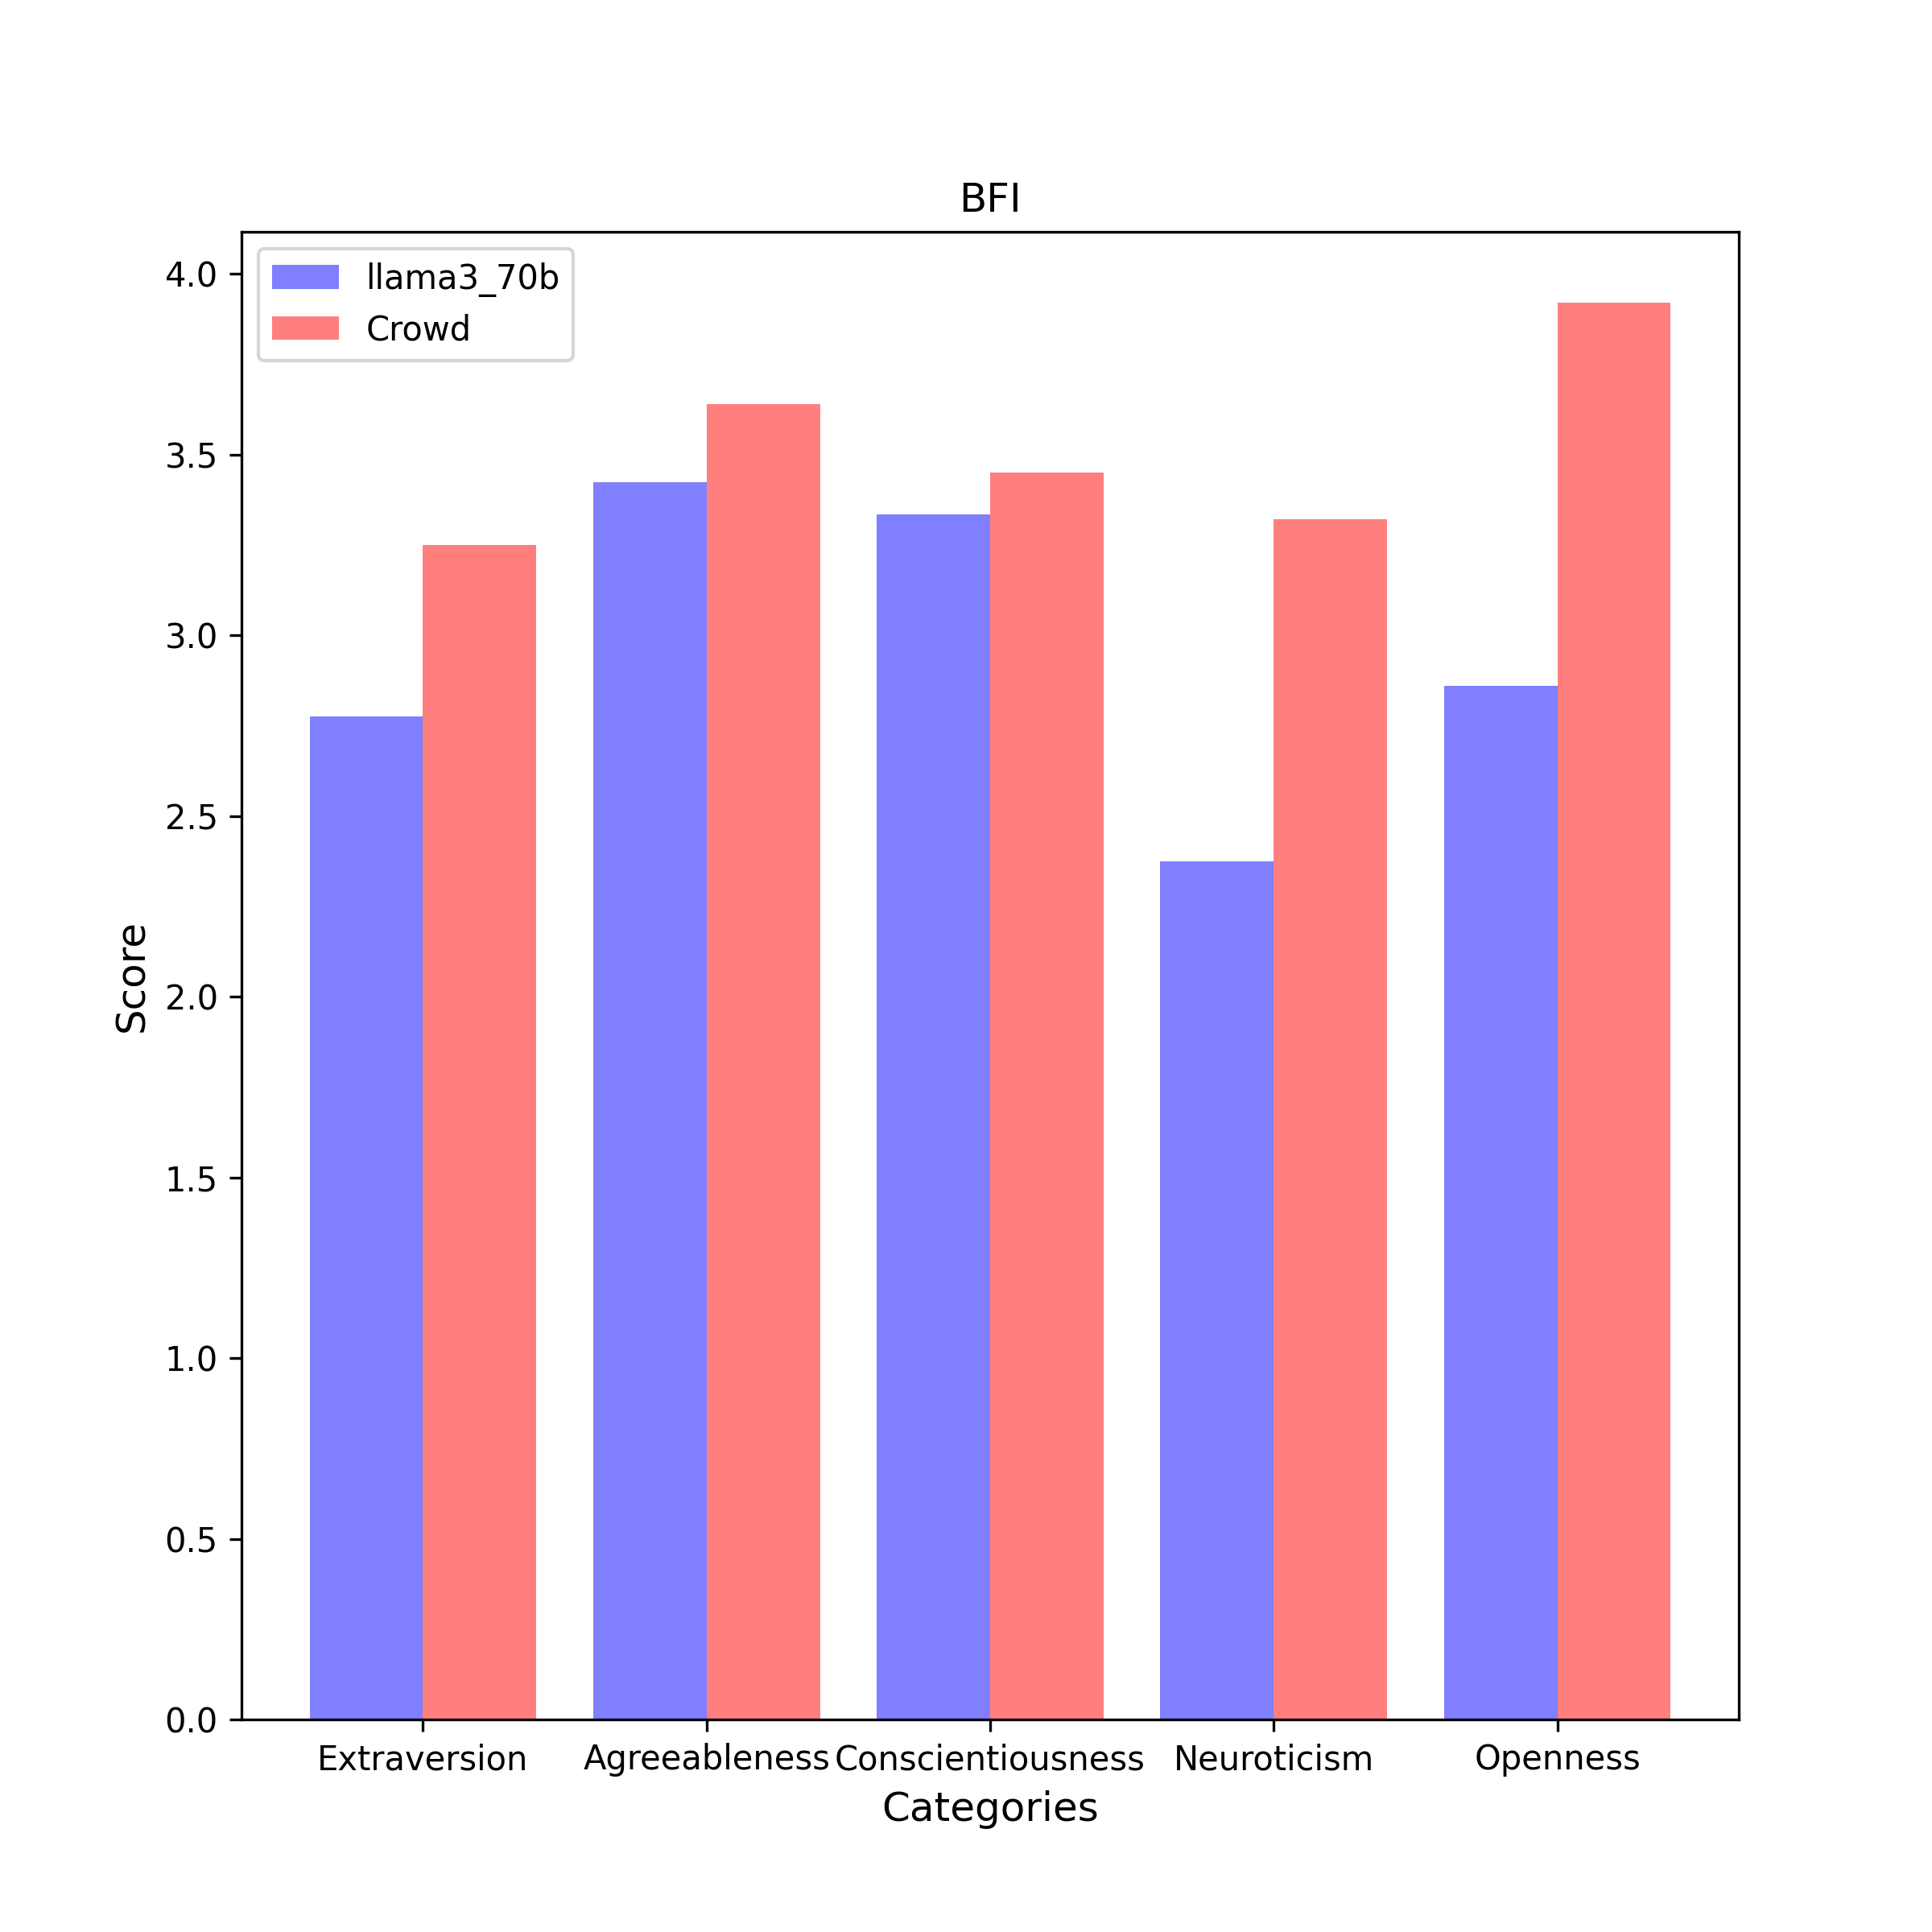 BFI
llama3_70b
Crowd
4.0
3.5
3.0
2.5
2.0
1.5
1.0
0.5
0.0
Score
Extraversion Agreeableness Conscientiousness Neuroticism Openness
Categories